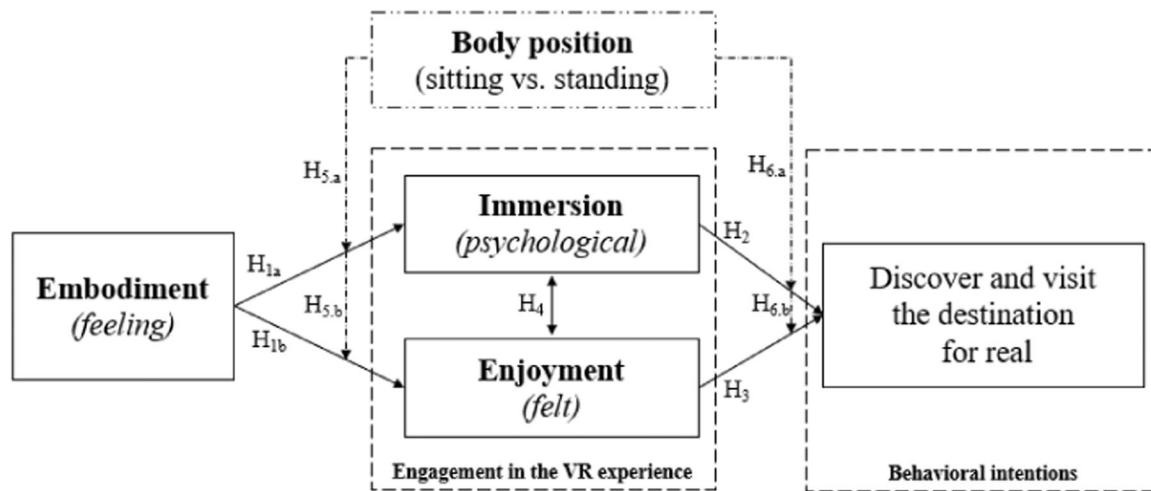 Body position
(sitting vs. standing)
H5.a
H6.a
Immersion
(psychological)
H2
Embodiment
(feeling)
H1a
H5.b
H4
H6.b
Discover and visit
the destination
for real
H1b
Enjoyment
(felt)
H3
Engagement in the VR experience
Behavioral intentions